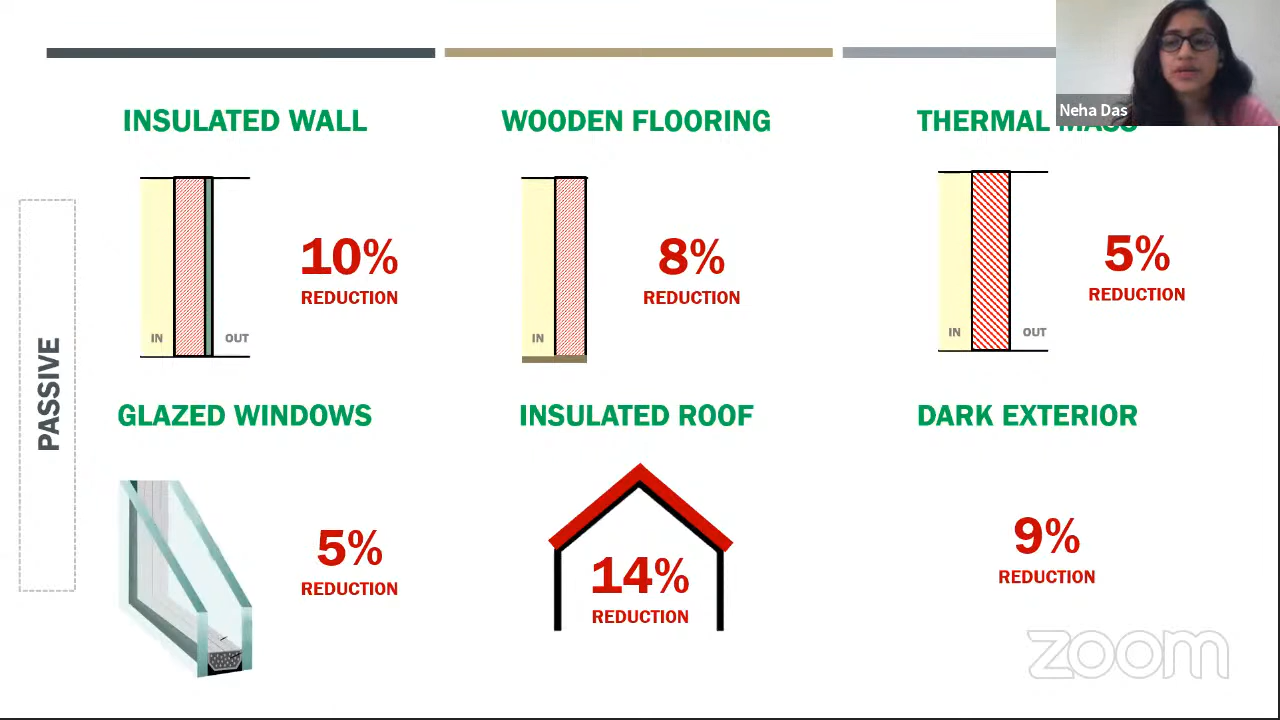 Neha Das
INSULATED WALL
WOODEN FLOORING
THERMAL MASS
10%
REDUCTION
IN
OUT
8%
REDUCTION
IN
5%
REDUCTION
IN
OUT
PASSIVE
GLAZED WINDOWS
INSULATED ROOF
DARK EXTERIOR
5%
REDUCTION
14%
REDUCTION
9%
REDUCTION
zoom